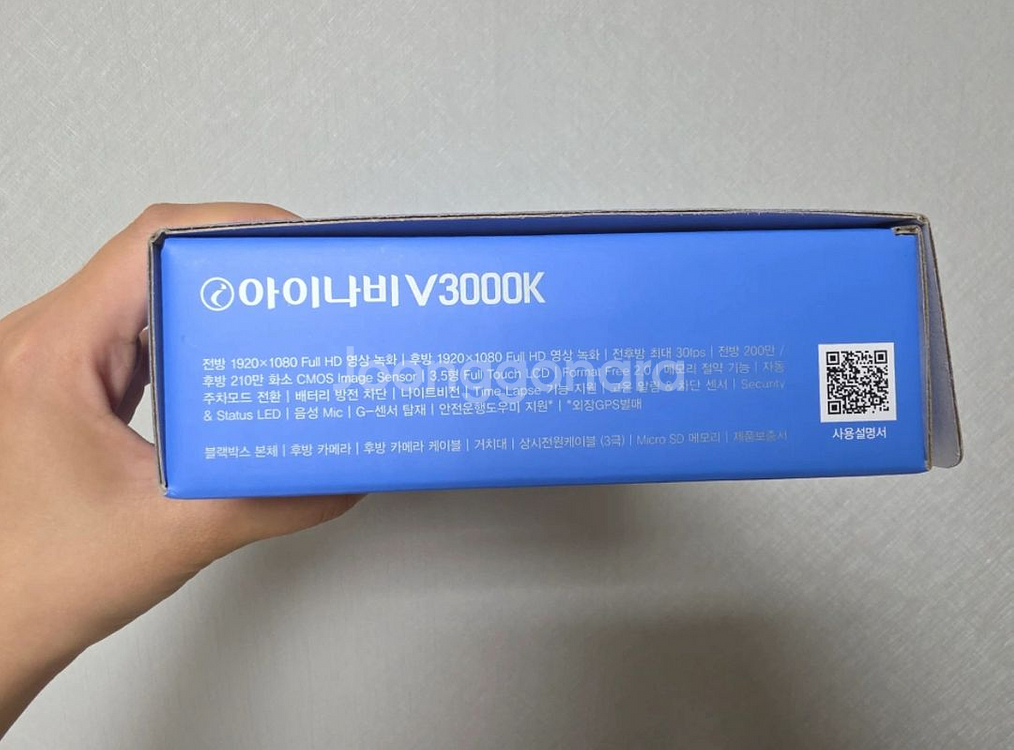 아이나비 V3000K
전방 1920×1080 Full HD 영상 녹화 | 후방 1920×1080 Full HD 영상 녹화 | 전후방 최대 30fps | 전방 200만 /
후방 210만 화소 CMOS Image Sensor | 3.5형 Full Touch LCD | Format Free 2.0 | 메모리 절약 기능 | 자동
주차모드 전환 | 배터리 방전 차단 | 나이트비전 | Time Lapse 기능 지원 | 고온 알림 차단 센서 | Security
& Status LED | 음성 Mic | G-센서 탑재 | 안전운행도우미 지원* | *외장GPS별매
블랙박스 본체 | 후방 카메라 | 후방 카메라 케이블 | 거치대 | 상시전원케이블 (3극) | Micro SD 메모리 | 제품보증서
사용설명서
joonggonara